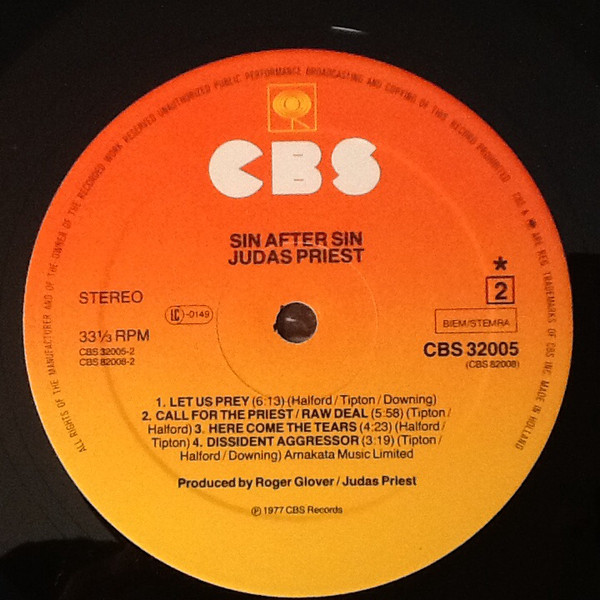 ALL RIGHTS OF THE MANUFACTURER AND OF THE OWNER OF THE RECORDED WORK RESERVED UNAUTHORIZED PUBLIC PERFORMANCE BROADCASTING AND COPYING OF THIS RECORD PROHIBITED
CBS & ARE REG. TRADEMARKS OF CBS INC. MADE IN HOLLAND
CBS
SIN AFTER SIN
JUDAS PRIEST
STEREO
LC -0149
*
2
BIEM/STEMRA
33⅓ RPM
CBS 32005-2
CBS 82008-2
CBS 32005
(CBS 82008)
1. LET US PREY (6:13) (Halford / Tipton / Downing)
2. CALL FOR THE PRIEST / RAW DEAL (5:58) (Tipton /
Halford) 3. HERE COME THE TEARS (4:23) (Halford /
Tipton) 4. DISSIDENT AGGRESSOR (3:19) (Tipton /
Halford / Downing) Arnakata Music Limited
Produced by Roger Glover / Judas Priest
℗ 1977 CBS Records